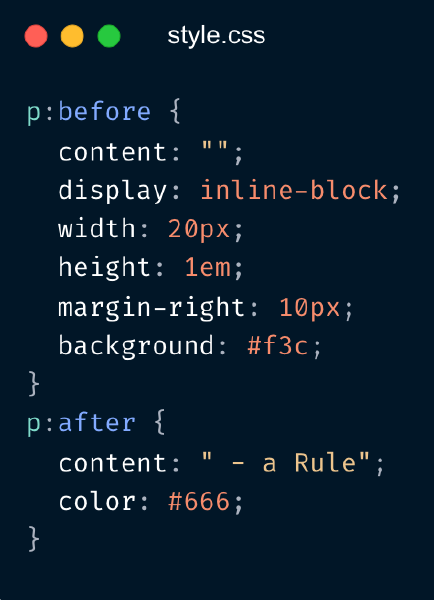 style.css
p:before {
  content: "";
  display: inline-block;
  width: 20px;
  height: 1em;
  margin-right: 10px;
  background: #f3c;
}
p:after {
  content: " - a Rule";
  color: #666;
}